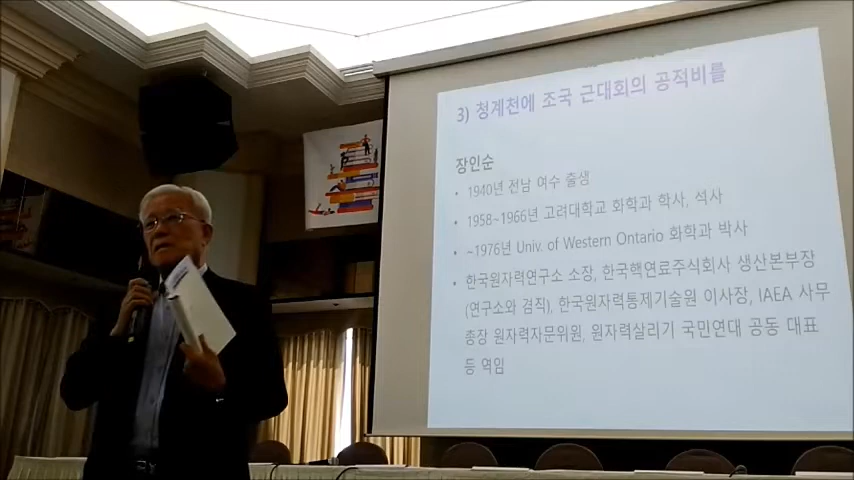 3) 청계천에 조국 근대회의 공적비를
장인순
• 1940년 전남 여수 출생
• 1958~1966년 고려대학교 화학과 학사, 석사
• ~1976년 Univ. of Western Ontario 화학과 박사
• 한국원자력연구소 소장, 한국핵연료주식회사 생산본부장
(연구소와 겸직), 한국원자력통제기술원 이사장, IAEA 사무
총장 원자력자문위원, 원자력살리기 국민연대 공동 대표
등 역임